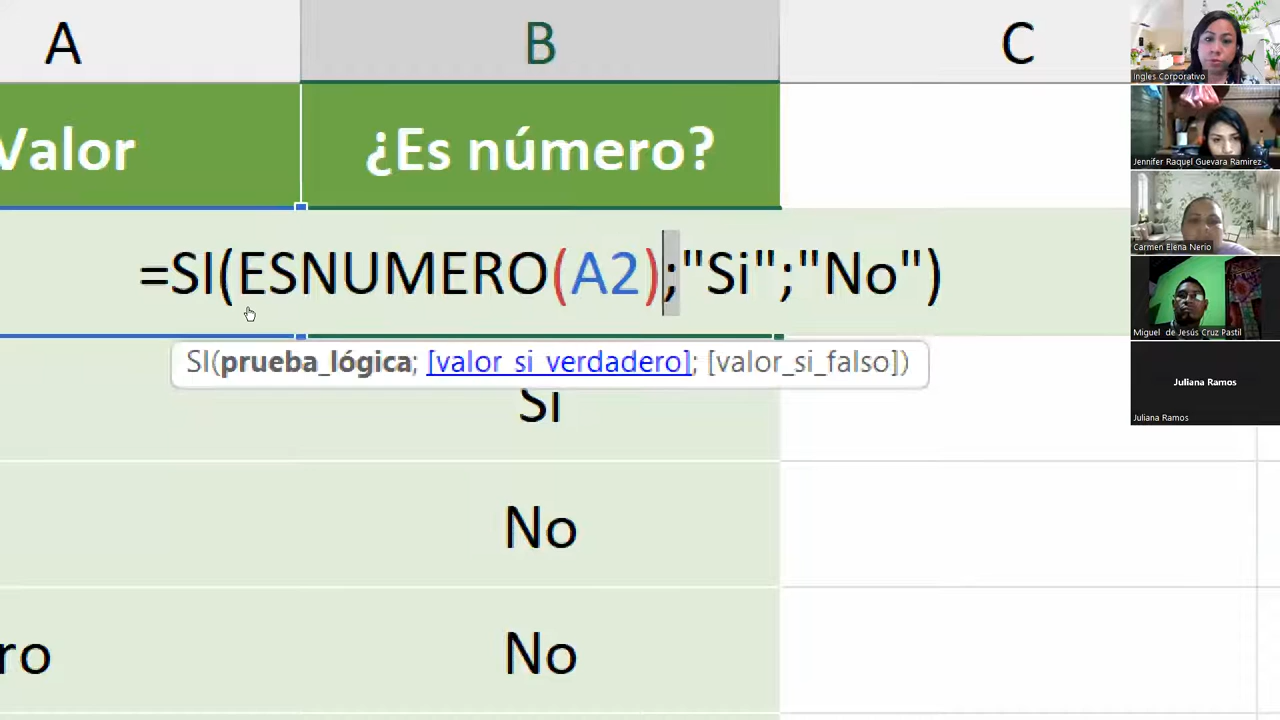 A
B
C
Valor
¿Es número?
=SI(ESNUMERO(A2);"Si";"No")
SI(prueba_lógica; [valor_si_verdadero]; [valor_si_falso])
Si
No
ro
No
Ingles Corporativo
Jennifer Raquel Guevara Ramirez
Carmen Elena Nerio
Miguel de Jesús Cruz Pastil
Juliana Ramos
Juliana Ramos